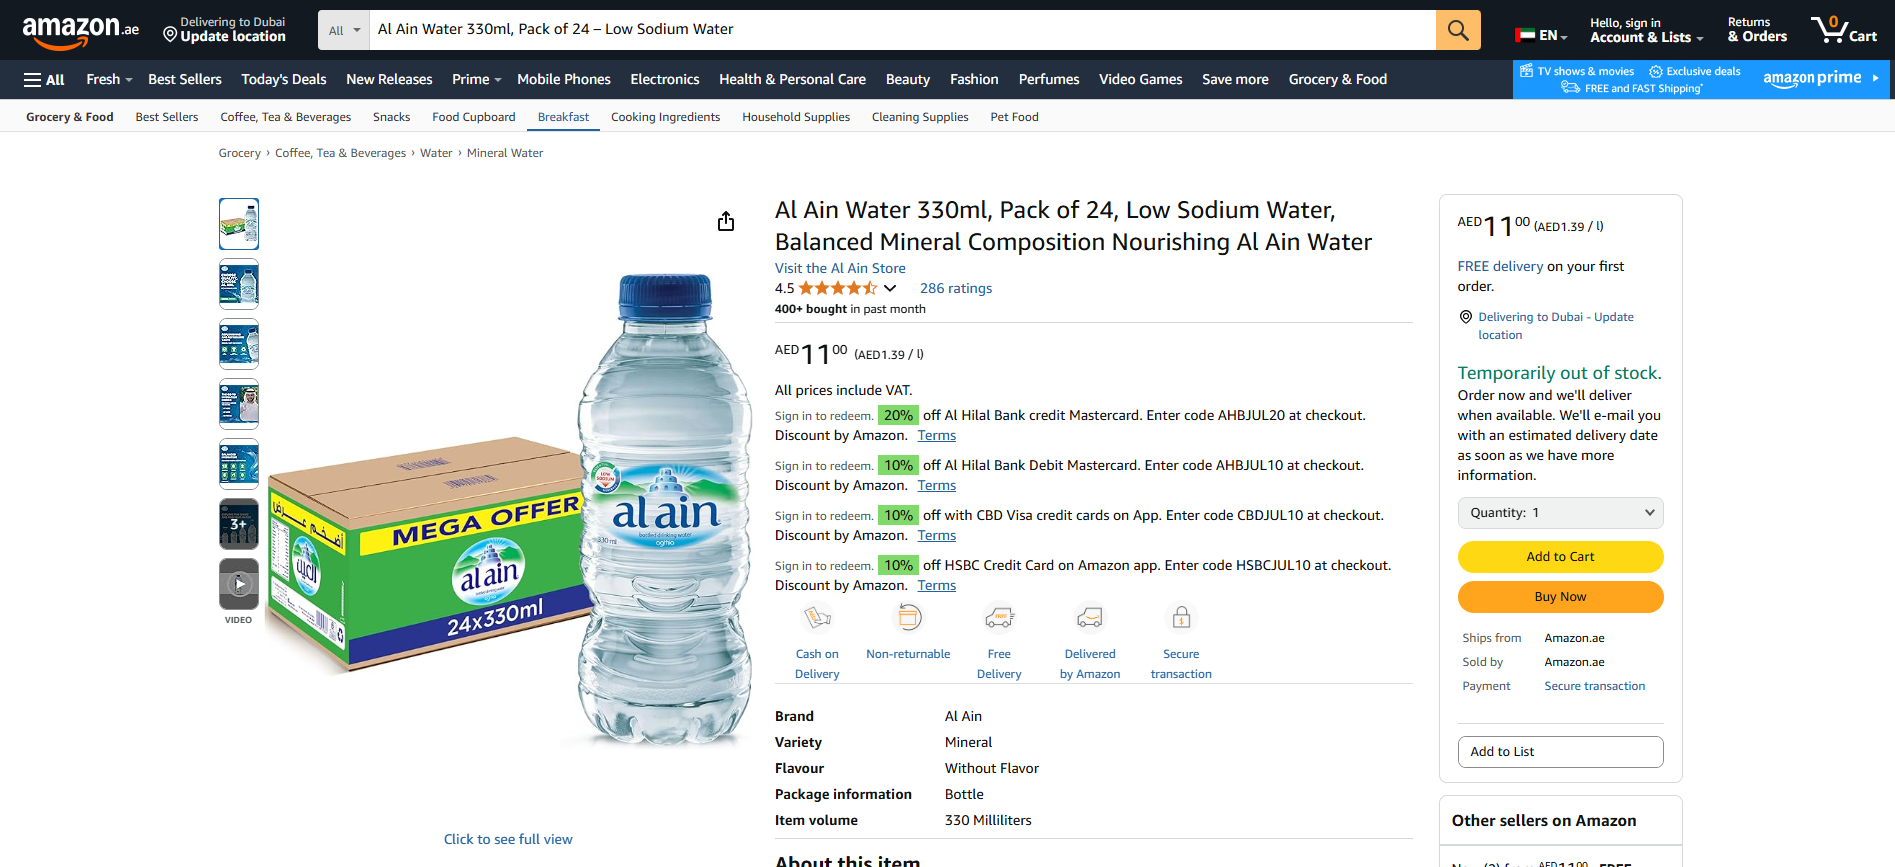 amazon.ae
Delivering to Dubai
Update location
All
Al Ain Water 330ml, Pack of 24 – Low Sodium Water
EN
Hello, sign in
Account & Lists
Returns
& Orders
0
Cart
All
Fresh
Best Sellers
Today's Deals
New Releases
Prime
Mobile Phones
Electronics
Health & Personal Care
Beauty
Fashion
Perfumes
Video Games
Save more
Grocery & Food
TV shows & movies
Exclusive deals
FREE and FAST Shipping*
amazon prime
Grocery & Food
Best Sellers
Coffee, Tea & Beverages
Snacks
Food Cupboard
Breakfast
Cooking Ingredients
Household Supplies
Cleaning Supplies
Pet Food
Grocery › Coffee, Tea & Beverages › Water › Mineral Water
3+
VIDEO
أضخم عرض
MEGA OFFER
العين
al ain
24x330ml
LOW SODIUM
al ain
bottled drinking water
agthia
330 ml
Click to see full view
Al Ain Water 330ml, Pack of 24, Low Sodium Water,
Balanced Mineral Composition Nourishing Al Ain Water
Visit the Al Ain Store
4.5
286 ratings
400+ bought in past month
AED 11 00 (AED1.39 / l)
All prices include VAT.
Sign in to redeem. 20% off Al Hilal Bank credit Mastercard. Enter code AHBJUL20 at checkout.
Discount by Amazon. Terms
Sign in to redeem. 10% off Al Hilal Bank Debit Mastercard. Enter code AHBJUL10 at checkout.
Discount by Amazon. Terms
Sign in to redeem. 10% off with CBD Visa credit cards on App. Enter code CBDJUL10 at checkout.
Discount by Amazon. Terms
Sign in to redeem. 10% off HSBC Credit Card on Amazon app. Enter code HSBCJUL10 at checkout.
Discount by Amazon. Terms
FREE
Cash on
Delivery
Non-returnable
Free
Delivery
Delivered
by Amazon
Secure
transaction
Brand Al Ain
Variety Mineral
Flavour Without Flavor
Package information Bottle
Item volume 330 Milliliters
About this item
AED 11 00 (AED1.39 / l)
FREE delivery on your first
order.
Delivering to Dubai - Update
location
Temporarily out of stock.
Order now and we'll deliver
when available. We'll e-mail you
with an estimated delivery date
as soon as we have more
information.
Quantity: 1
Add to Cart
Buy Now
Ships from Amazon.ae
Sold by Amazon.ae
Payment Secure transaction
Add to List
Other sellers on Amazon
New (2) from AED 11 00 FREE